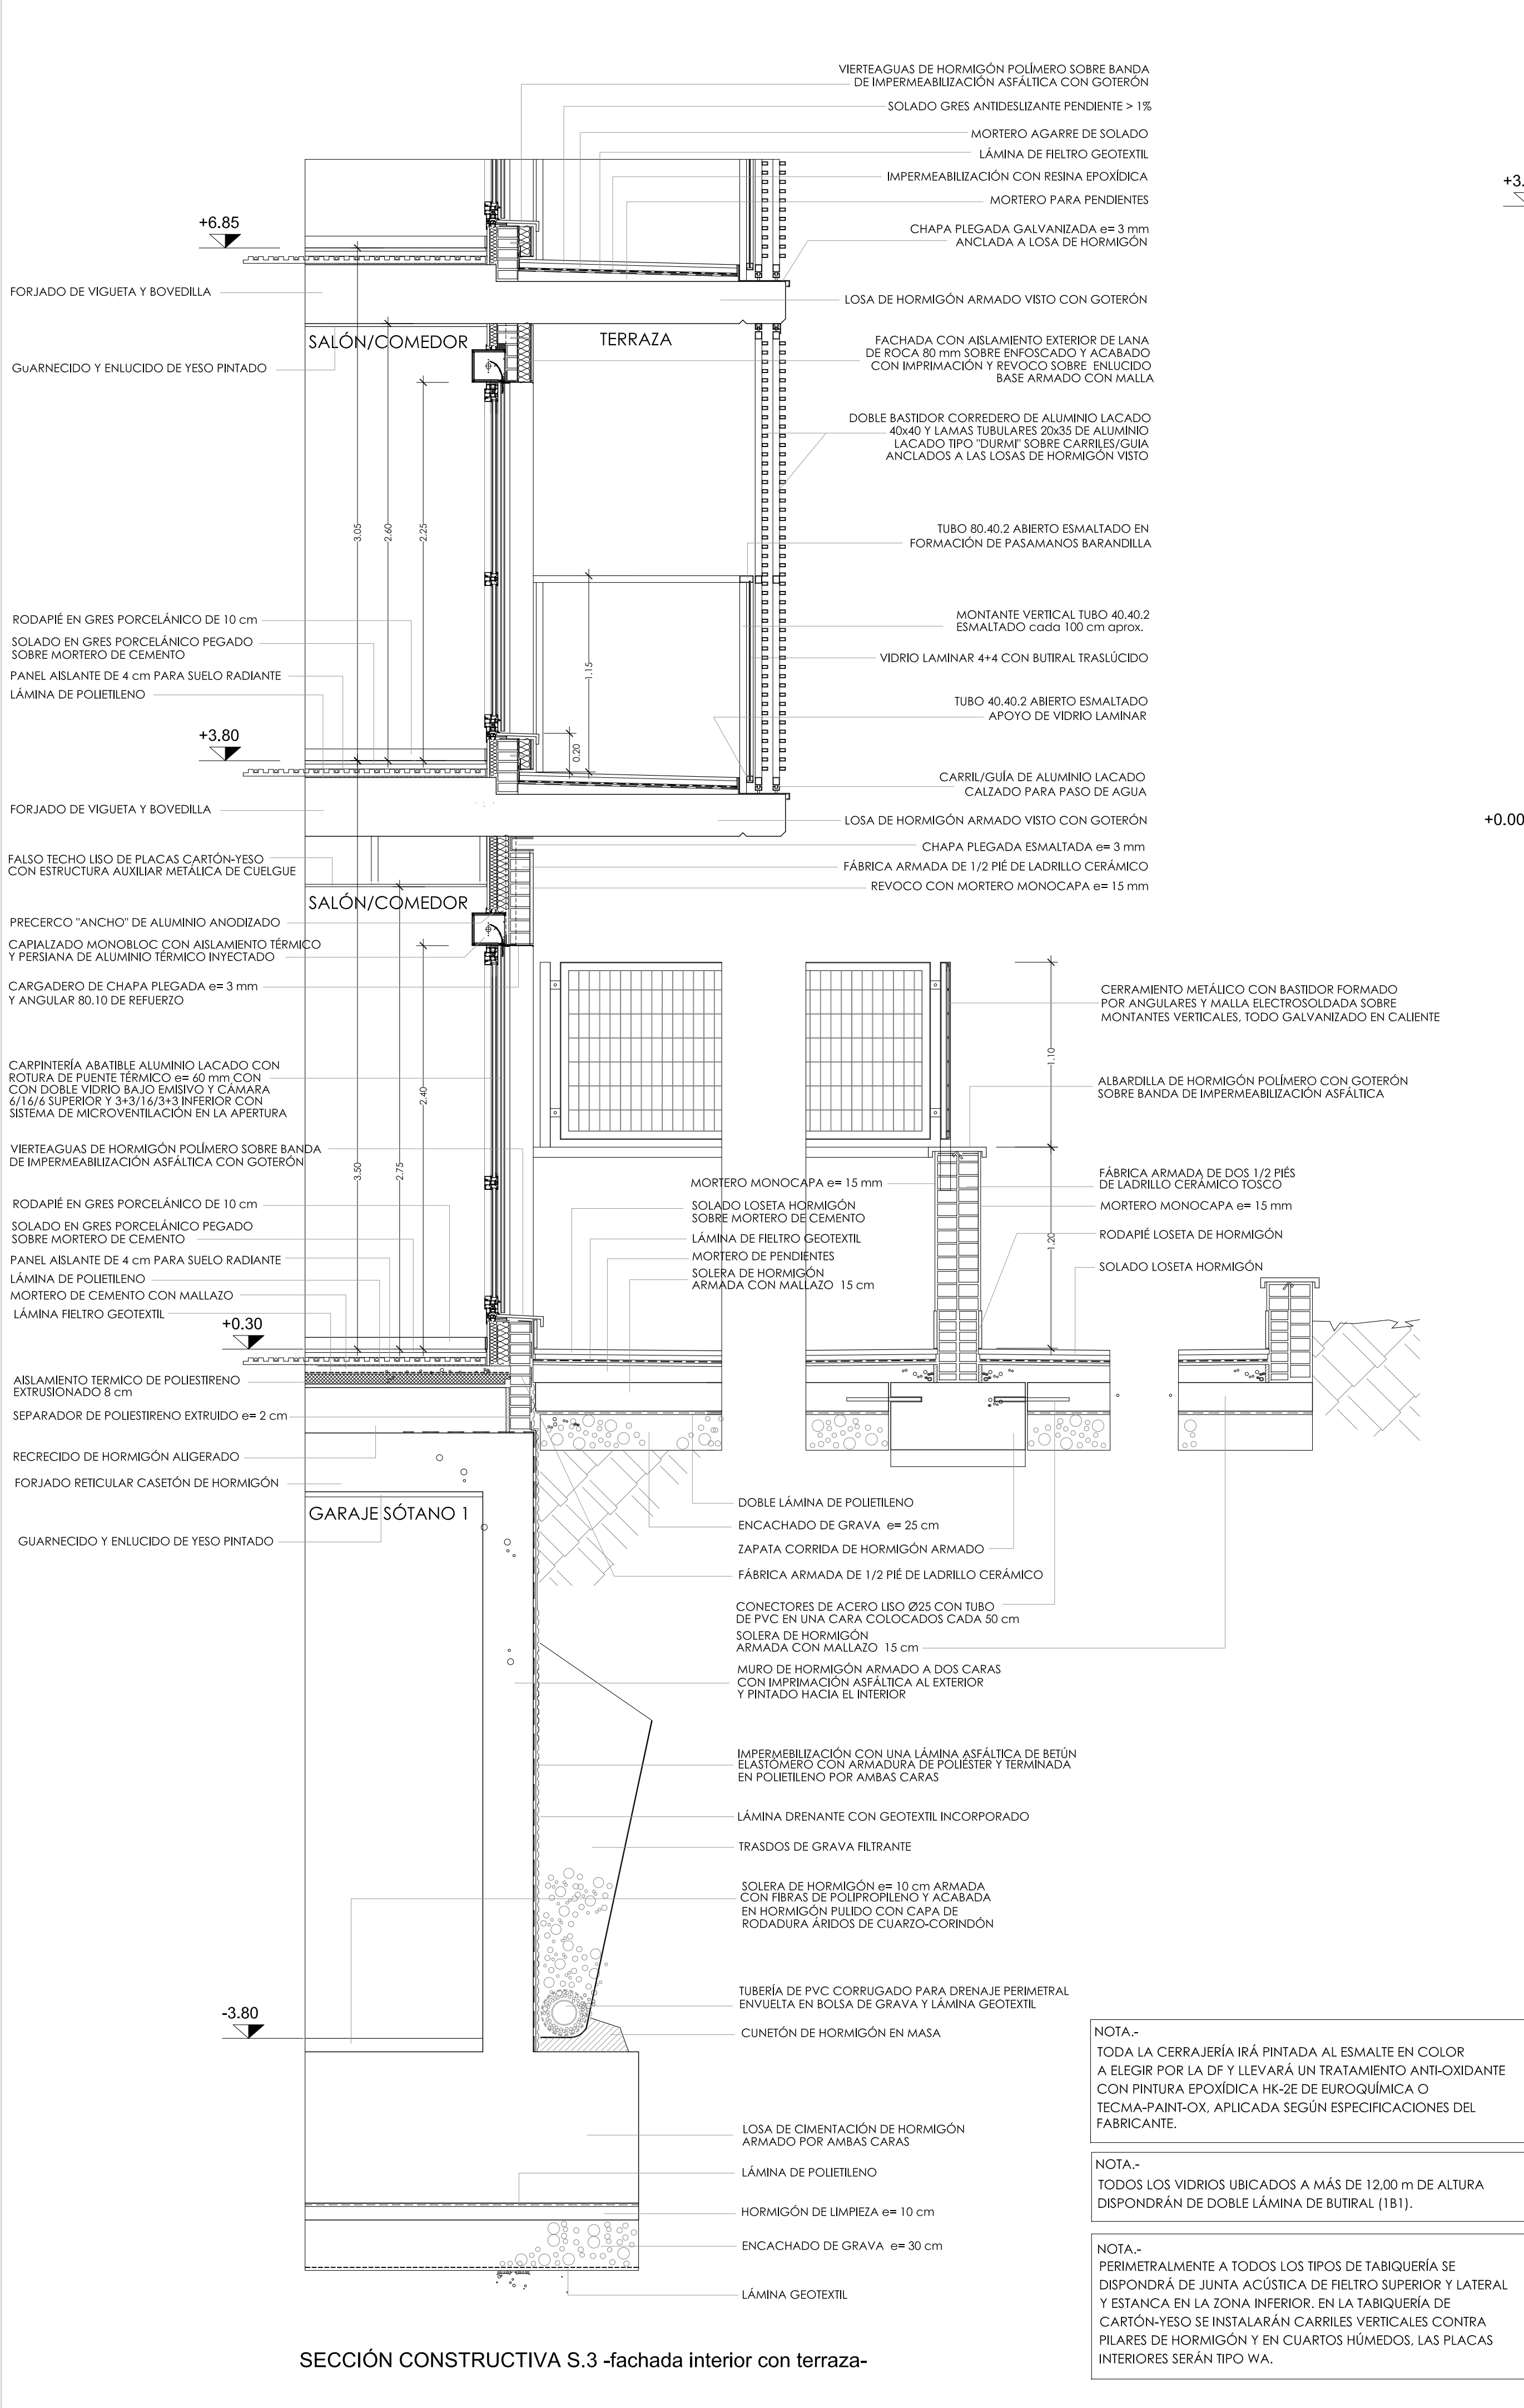 VIERTEAGUAS DE HORMIGÓN POLÍMERO SOBRE BANDA
DE IMPERMEABILIZACIÓN ASFÁLTICA CON GOTERÓN
SOLADO GRES ANTIDESLIZANTE PENDIENTE > 1%
MORTERO AGARRE DE SOLADO
LÁMINA DE FIELTRO GEOTEXTIL
IMPERMEABILIZACIÓN CON RESINA EPOXÍDICA
MORTERO PARA PENDIENTES
CHAPA PLEGADA GALVANIZADA e= 3 mm
ANCLADA A LOSA DE HORMIGÓN
LOSA DE HORMIGÓN ARMADO VISTO CON GOTERÓN
FACHADA CON AISLAMIENTO EXTERIOR DE LANA
DE ROCA 80 mm SOBRE ENFOSCADO Y ACABADO
CON IMPRIMACIÓN Y REVOCO SOBRE ENLUCIDO
BASE ARMADO CON MALLA
DOBLE BASTIDOR CORREDERO DE ALUMINIO LACADO
40x40 Y LAMAS TUBULARES 20x35 DE ALUMINIO
LACADO TIPO "DURMI" SOBRE CARRILES/GUIA
ANCLADOS A LAS LOSAS DE HORMIGÓN VISTO
TUBO 80.40.2 ABIERTO ESMALTADO EN
FORMACIÓN DE PASAMANOS BARANDILLA
MONTANTE VERTICAL TUBO 40.40.2
ESMALTADO cada 100 cm aprox.
VIDRIO LAMINAR 4+4 CON BUTIRAL TRASLÚCIDO
TUBO 40.40.2 ABIERTO ESMALTADO
APOYO DE VIDRIO LAMINAR
CARRIL/GUÍA DE ALUMINIO LACADO
CALZADO PARA PASO DE AGUA
LOSA DE HORMIGÓN ARMADO VISTO CON GOTERÓN
CHAPA PLEGADA ESMALTADA e= 3 mm
FÁBRICA ARMADA DE 1/2 PIÉ DE LADRILLO CERÁMICO
REVOCO CON MORTERO MONOCAPA e= 15 mm
+3.
+0.00
+6.85
FORJADO DE VIGUETA Y BOVEDILLA
SALÓN/COMEDOR
TERRAZA
GUARNECIDO Y ENLUCIDO DE YESO PINTADO
3.05
2.60
2.25
1.15
0.20
RODAPIÉ EN GRES PORCELÁNICO DE 10 cm
SOLADO EN GRES PORCELÁNICO PEGADO
SOBRE MORTERO DE CEMENTO
PANEL AISLANTE DE 4 cm PARA SUELO RADIANTE
LÁMINA DE POLIETILENO
+3.80
FORJADO DE VIGUETA Y BOVEDILLA
FALSO TECHO LISO DE PLACAS CARTÓN-YESO
CON ESTRUCTURA AUXILIAR METÁLICA DE CUELGUE
SALÓN/COMEDOR
PRECERCO "ANCHO" DE ALUMINIO ANODIZADO
CAPIALZADO MONOBLOC CON AISLAMIENTO TÉRMICO
Y PERSIANA DE ALUMINIO TÉRMICO INYECTADO
CARGADERO DE CHAPA PLEGADA e= 3 mm
Y ANGULAR 80.10 DE REFUERZO
CARPINTERÍA ABATIBLE ALUMINIO LACADO CON
ROTURA DE PUENTE TÉRMICO e= 60 mm CON
CON DOBLE VIDRIO BAJO EMISIVO Y CÁMARA
6/16/6 SUPERIOR Y 3+3/16/3+3 INFERIOR CON
SISTEMA DE MICROVENTILACIÓN EN LA APERTURA
VIERTEAGUAS DE HORMIGÓN POLÍMERO SOBRE BANDA
DE IMPERMEABILIZACIÓN ASFÁLTICA CON GOTERÓN
3.50
2.75
2.40
RODAPIÉ EN GRES PORCELÁNICO DE 10 cm
SOLADO EN GRES PORCELÁNICO PEGADO
SOBRE MORTERO DE CEMENTO
PANEL AISLANTE DE 4 cm PARA SUELO RADIANTE
LÁMINA DE POLIETILENO
MORTERO DE CEMENTO CON MALLAZO
LÁMINA FIELTRO GEOTEXTIL
+0.30
AISLAMIENTO TERMICO DE POLIESTIRENO
EXTRUSIONADO 8 cm
SEPARADOR DE POLIESTIRENO EXTRUIDO e= 2 cm
RECRECIDO DE HORMIGÓN ALIGERADO
FORJADO RETICULAR CASETÓN DE HORMIGÓN
GARAJE SÓTANO 1
GUARNECIDO Y ENLUCIDO DE YESO PINTADO
CERRAMIENTO METÁLICO CON BASTIDOR FORMADO
POR ANGULARES Y MALLA ELECTROSOLDADA SOBRE
MONTANTES VERTICALES, TODO GALVANIZADO EN CALIENTE
1.10
ALBARDILLA DE HORMIGÓN POLÍMERO CON GOTERÓN
SOBRE BANDA DE IMPERMEABILIZACIÓN ASFÁLTICA
FÁBRICA ARMADA DE DOS 1/2 PIÉS
DE LADRILLO CERÁMICO TOSCO
MORTERO MONOCAPA e= 15 mm
RODAPIÉ LOSETA DE HORMIGÓN
1.20
SOLADO LOSETA HORMIGÓN
MORTERO MONOCAPA e= 15 mm
SOLADO LOSETA HORMIGÓN
SOBRE MORTERO DE CEMENTO
LÁMINA DE FIELTRO GEOTEXTIL
MORTERO DE PENDIENTES
SOLERA DE HORMIGÓN
ARMADA CON MALLAZO 15 cm
DOBLE LÁMINA DE POLIETILENO
ENCACHADO DE GRAVA e= 25 cm
ZAPATA CORRIDA DE HORMIGÓN ARMADO
FÁBRICA ARMADA DE 1/2 PIÉ DE LADRILLO CERÁMICO
CONECTORES DE ACERO LISO Ø25 CON TUBO
DE PVC EN UNA CARA COLOCADOS CADA 50 cm
SOLERA DE HORMIGÓN
ARMADA CON MALLAZO 15 cm
MURO DE HORMIGÓN ARMADO A DOS CARAS
CON IMPRIMACIÓN ASFÁLTICA AL EXTERIOR
Y PINTADO HACIA EL INTERIOR
IMPERMEBILIZACIÓN CON UNA LÁMINA ASFÁLTICA DE BETÚN
ELASTÓMERO CON ARMADURA DE POLIÉSTER Y TERMINADA
EN POLIETILENO POR AMBAS CARAS
LÁMINA DRENANTE CON GEOTEXTIL INCORPORADO
TRASDOS DE GRAVA FILTRANTE
SOLERA DE HORMIGÓN e= 10 cm ARMADA
CON FIBRAS DE POLIPROPILENO Y ACABADA
EN HORMIGÓN PULIDO CON CAPA DE
RODADURA ÁRIDOS DE CUARZO-CORINDÓN
TUBERÍA DE PVC CORRUGADO PARA DRENAJE PERIMETRAL
ENVUELTA EN BOLSA DE GRAVA Y LÁMINA GEOTEXTIL
-3.80
CUNETÓN DE HORMIGÓN EN MASA
LOSA DE CIMENTACIÓN DE HORMIGÓN
ARMADO POR AMBAS CARAS
LÁMINA DE POLIETILENO
HORMIGÓN DE LIMPIEZA e= 10 cm
ENCACHADO DE GRAVA e= 30 cm
LÁMINA GEOTEXTIL
NOTA.-
TODA LA CERRAJERÍA IRÁ PINTADA AL ESMALTE EN COLOR
A ELEGIR POR LA DF Y LLEVARÁ UN TRATAMIENTO ANTI-OXIDANTE
CON PINTURA EPOXÍDICA HK-2E DE EUROQUÍMICA O
TECMA-PAINT-OX, APLICADA SEGÚN ESPECIFICACIONES DEL
FABRICANTE.
NOTA.-
TODOS LOS VIDRIOS UBICADOS A MÁS DE 12,00 m DE ALTURA
DISPONDRÁN DE DOBLE LÁMINA DE BUTIRAL (1B1).
NOTA.-
PERIMETRALMENTE A TODOS LOS TIPOS DE TABIQUERÍA SE
DISPONDRÁ DE JUNTA ACÚSTICA DE FIELTRO SUPERIOR Y LATERAL
Y ESTANCA EN LA ZONA INFERIOR. EN LA TABIQUERÍA DE
CARTÓN-YESO SE INSTALARÁN CARRILES VERTICALES CONTRA
PILARES DE HORMIGÓN Y EN CUARTOS HÚMEDOS, LAS PLACAS
INTERIORES SERÁN TIPO WA.
SECCIÓN CONSTRUCTIVA S.3 -fachada interior con terraza-